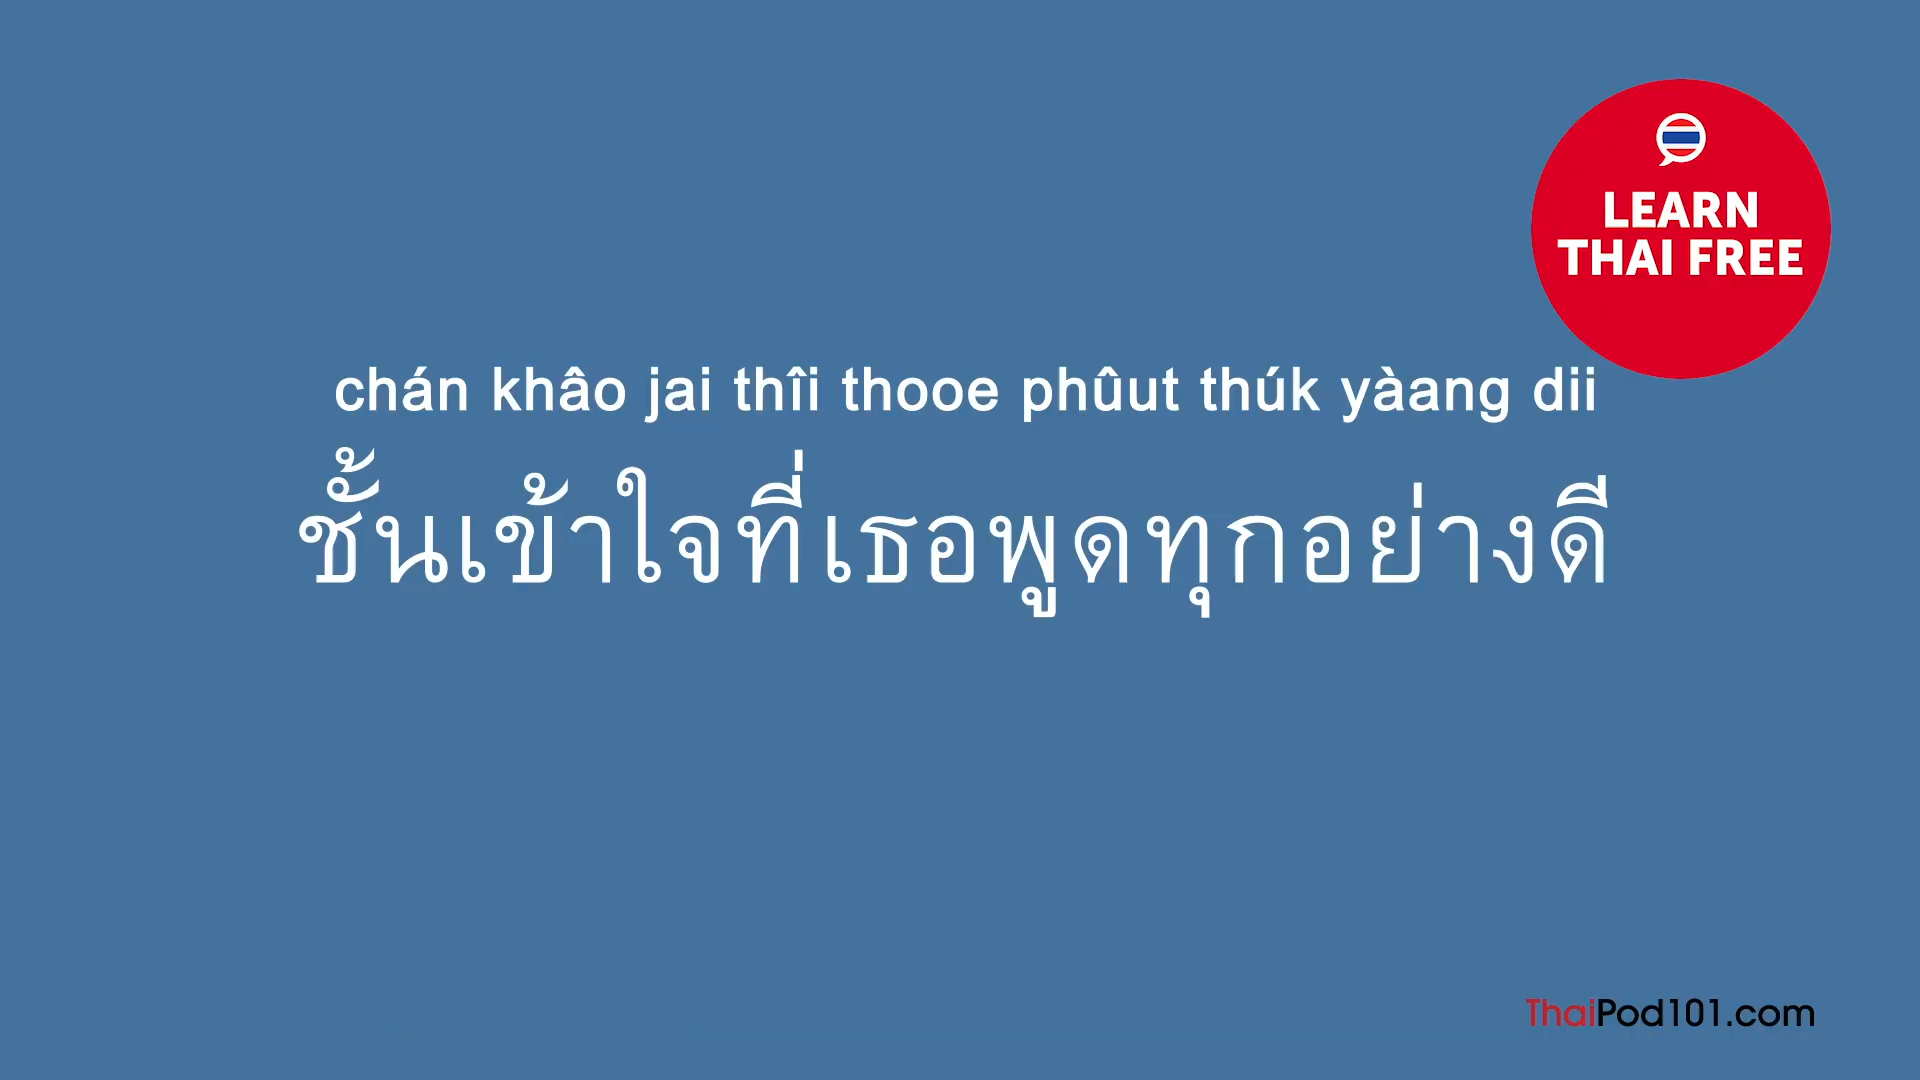 LEARN
THAI FREE
chán khâo jai thîi thooe phûut thúk yàang dii
ชั้นเข้าใจที่เธอพูดทุกอย่างดี
ThaiPod101.com